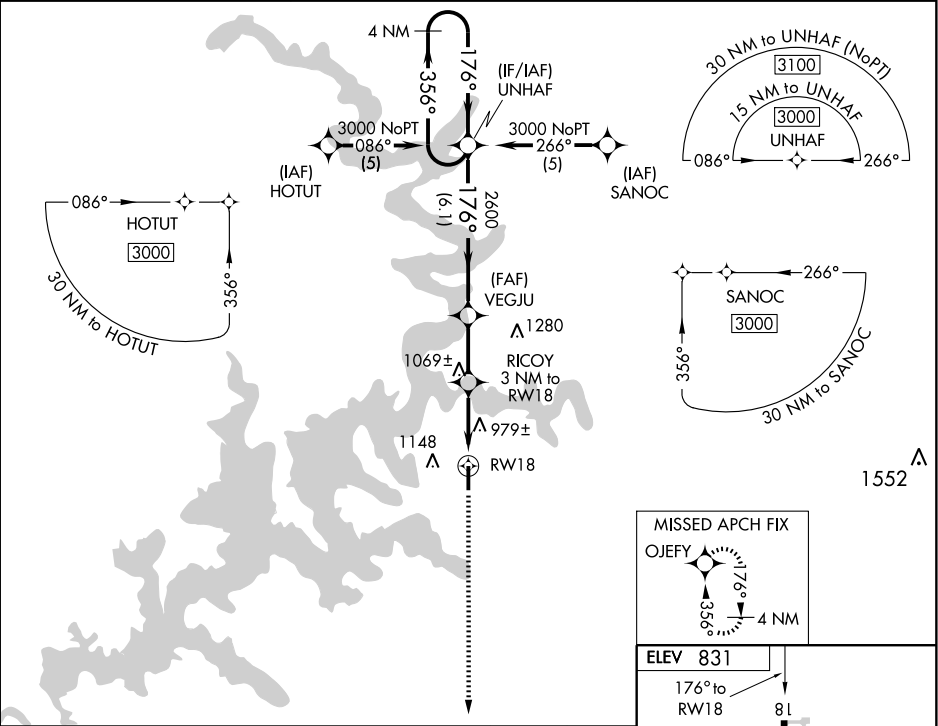 4 NM
176°
356°
(IF/IAF)
UNHAF
3000 NoPT
086°
(5)
(IAF)
HOTUT
3000 NoPT
266°
(5)
(IAF)
SANOC
30 NM to UNHAF (NoPT)
3100
15 NM to UNHAF
3000
UNHAF
086°
266°
086°
HOTUT
3000
356°
30 NM to HOTUT
2600
176°
(6.1)
(FAF)
VEGJU
1280
266°
SANOC
3000
356°
30 NM to SANOC
1069±
RICOY
3 NM to
RW18
979±
1148
RW18
1552
MISSED APCH FIX
OJEFY
176°
356°
4 NM
ELEV 831
176° to
RW18
18